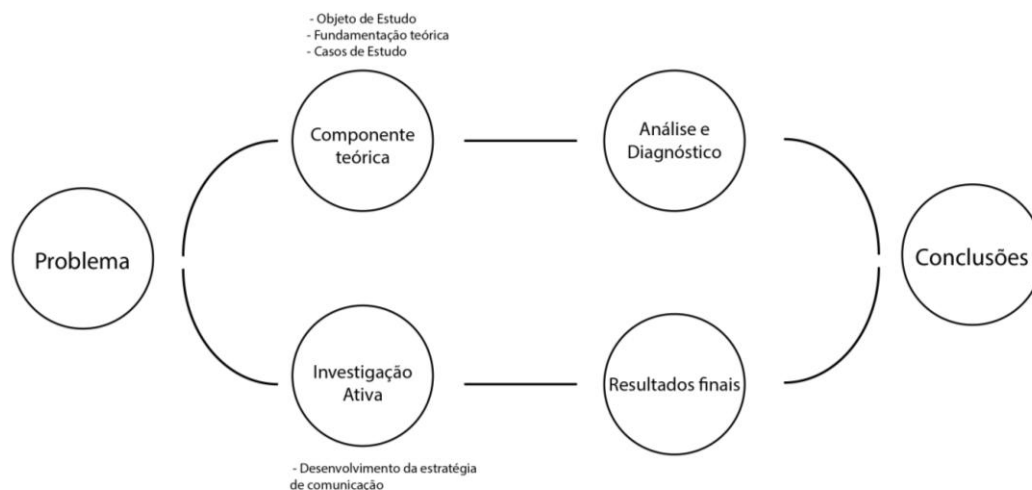 - Objeto de Estudo
- Fundamentação teórica
- Casos de Estudo
Componente
teórica
Análise e
Diagnóstico
Problema
Conclusões
Investigação
Ativa
Resultados finais
- Desenvolvimento da estratégia
de comunicação